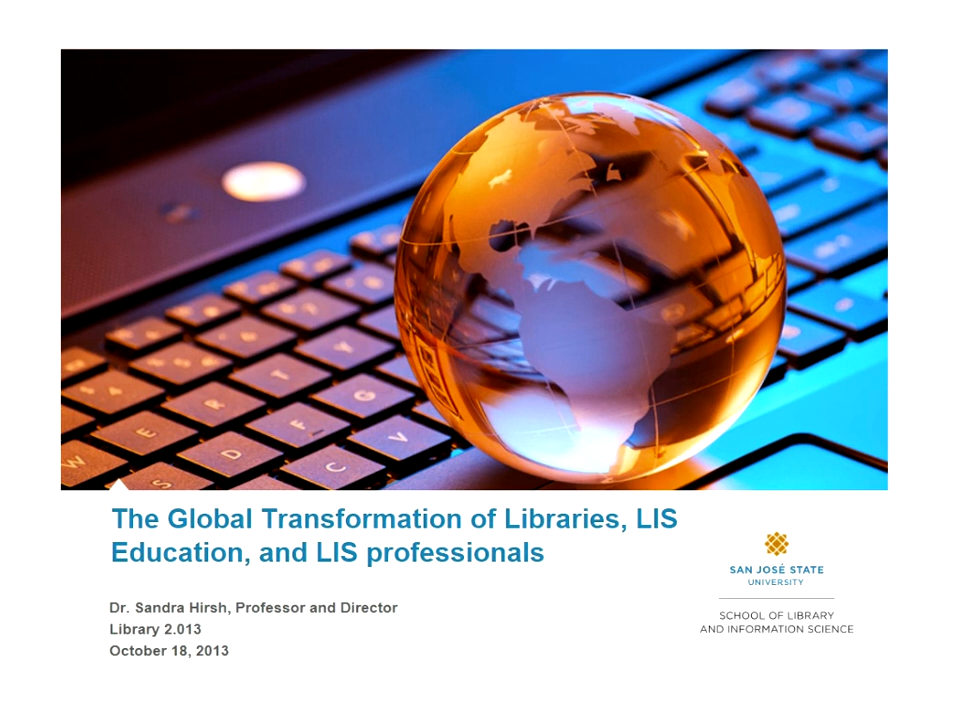 W
E
R
T
Y
S
D
F
G
C
V
4
The Global Transformation of Libraries, LIS
Education, and LIS professionals
Dr. Sandra Hirsh, Professor and Director
Library 2.013
October 18, 2013
SAN JOSÉ STATE
UNIVERSITY
SCHOOL OF LIBRARY
AND INFORMATION SCIENCE